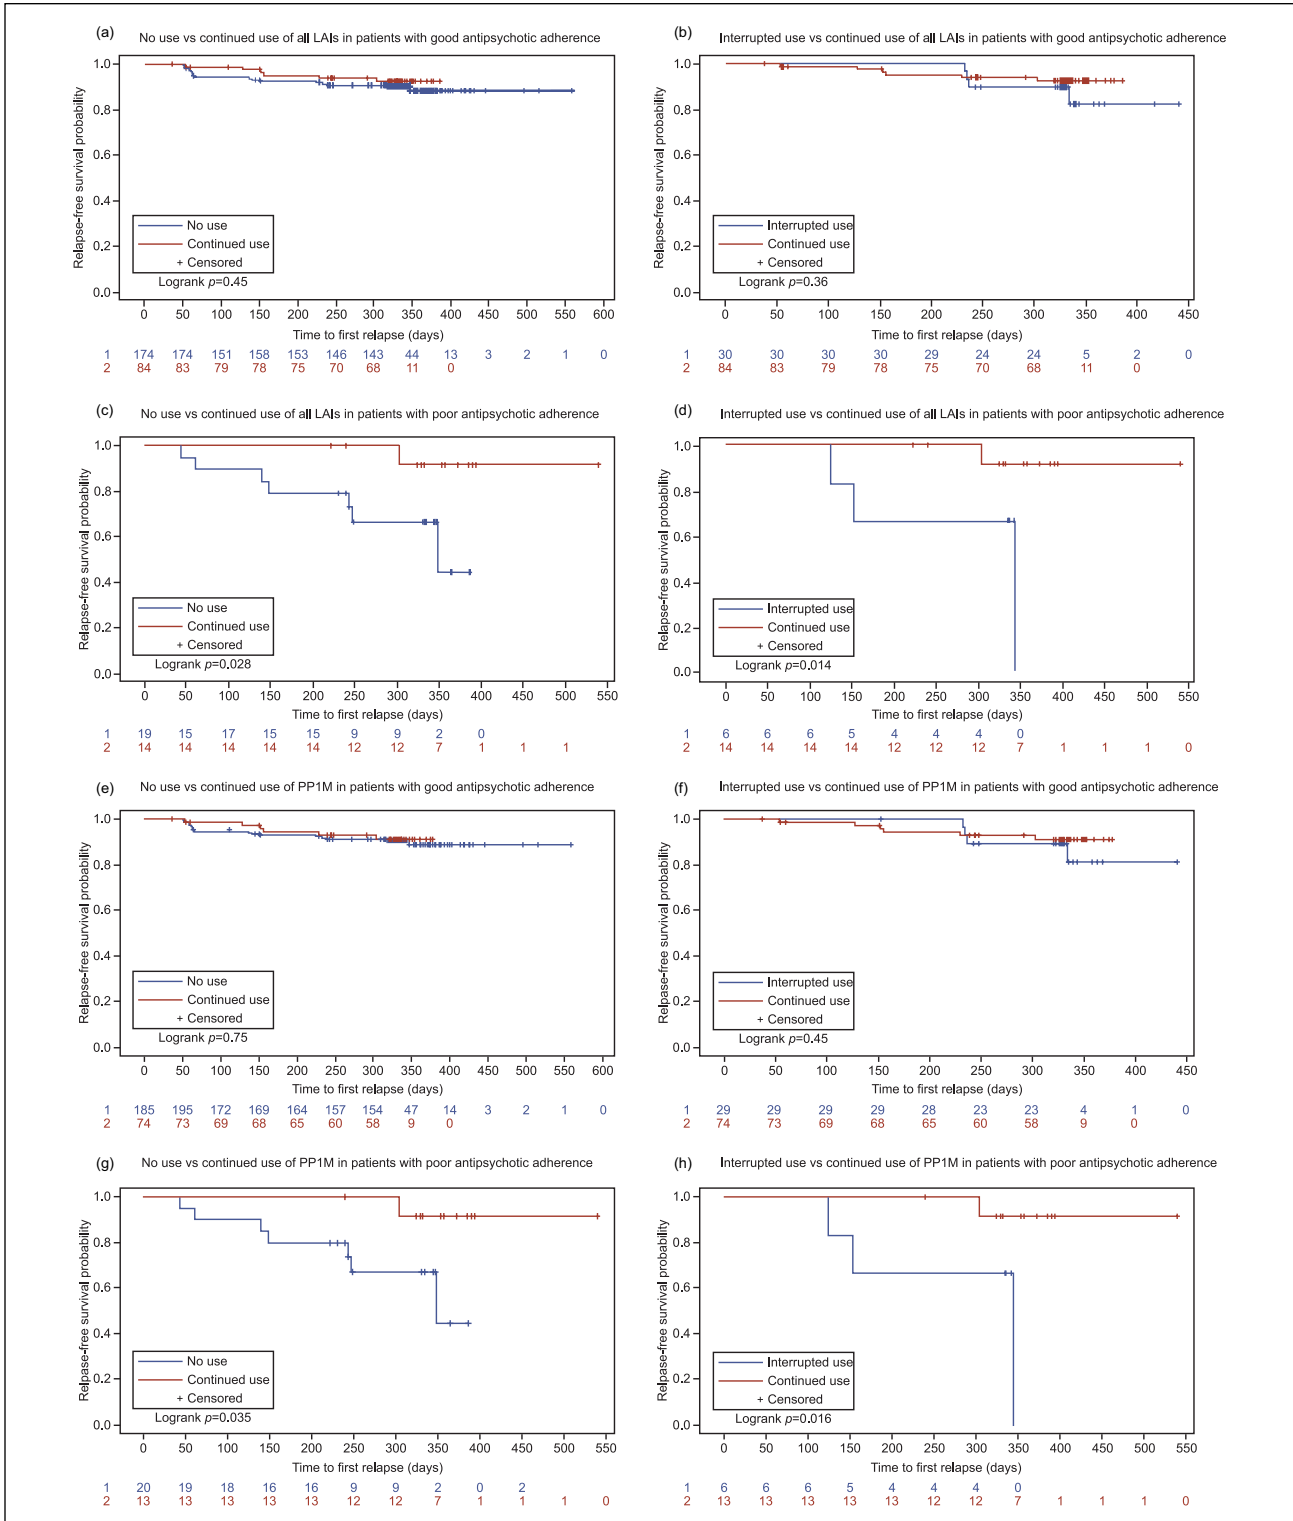 (a) No use vs continued use of all LAIs in patients with good antipsychotic adherence
Relapse-free survival probability
1.0
0.8
0.6
0.4
0.2
0.0
No use
Continued use
+ Censored
Logrank p=0.45
0 50 100 150 200 250 300 350 400 450 500 550 600
Time to first relapse (days)
1 174 174 151 158 153 146 143 44 13 3 2 1 0
2 84 83 79 78 75 70 68 11 0
(b) Interrupted use vs continued use of all LAIs in patients with good antipsychotic adherence
Relapse-free survival probability
1.0
0.8
0.6
0.4
0.2
0.0
Interrupted use
Continued use
+ Censored
Logrank p=0.36
0 50 100 150 200 250 300 350 400 450
Time to first relapse (days)
1 30 30 30 30 29 24 24 5 2 0
2 84 83 79 78 75 70 68 11 0
(c) No use vs continued use of all LAIs in patients with poor antipsychotic adherence
Relapse-free survival probability
1.0
0.8
0.6
0.4
0.2
0.0
No use
Continued use
+ Censored
Logrank p=0.028
0 50 100 150 200 250 300 350 400 450 500 550
Time to first relapse (days)
1 19 15 17 15 15 9 9 2 0
2 14 14 14 14 14 12 12 7 1 1 1
(d) Interrupted use vs continued use of all LAIs in patients with poor antipsychotic adherence
Relapse-free survival probability
1.0
0.8
0.6
0.4
0.2
0.0
Interrupted use
Continued use
+ Censored
Logrank p=0.014
0 50 100 150 200 250 300 350 400 450 500 550
Time to first relapse (days)
1 6 6 6 5 4 4 4 0
2 14 14 14 14 12 12 12 7 1 1 1 0
(e) No use vs continued use of PP1M in patients with good antipsychotic adherence
Relapse-free survival probability
1.0
0.8
0.6
0.4
0.2
0.0
No use
Continued use
+ Censored
Logrank p=0.75
0 50 100 150 200 250 300 350 400 450 500 550 600
Time to first relapse (days)
1 185 195 172 169 164 157 154 47 14 3 2 1 0
2 74 73 69 68 65 60 58 9 0
(f) Interrupted use vs continued use of PP1M in patients with good antipsychotic adherence
Relpase-free survival probability
1.0
0.8
0.6
0.4
0.2
0.0
Interrupted use
Continued use
+ Censored
Logrank p=0.45
0 50 100 150 200 250 300 350 400 450
Time to first relapse (days)
1 29 29 29 29 28 23 23 4 1 0
2 74 73 69 68 65 60 58 9 0
(g) No use vs continued use of PP1M in patients with poor antipsychotic adherence
Relpase-free survival probability
1.0
0.8
0.6
0.4
0.2
0.0
No use
Continued use
+ Censored
Logrank p=0.035
0 50 100 150 200 250 300 350 400 450 500 550
Time to first relapse (days)
1 20 19 18 16 16 9 9 2 0 2
2 13 13 13 13 13 12 12 7 1 1 1 0
(h) Interrupted use vs continued use of PP1M in patients with poor antipsychotic adherence
Relpase-free survival probability
1.0
0.8
0.6
0.4
0.2
0.0
Interrupted use
Continued use
+ Censored
Logrank p=0.016
0 50 100 150 200 250 300 350 400 450 500 550
Time to first relapse (days)
1 6 6 6 5 4 4 4 0
2 13 13 13 13 13 12 12 7 1 1 1 0